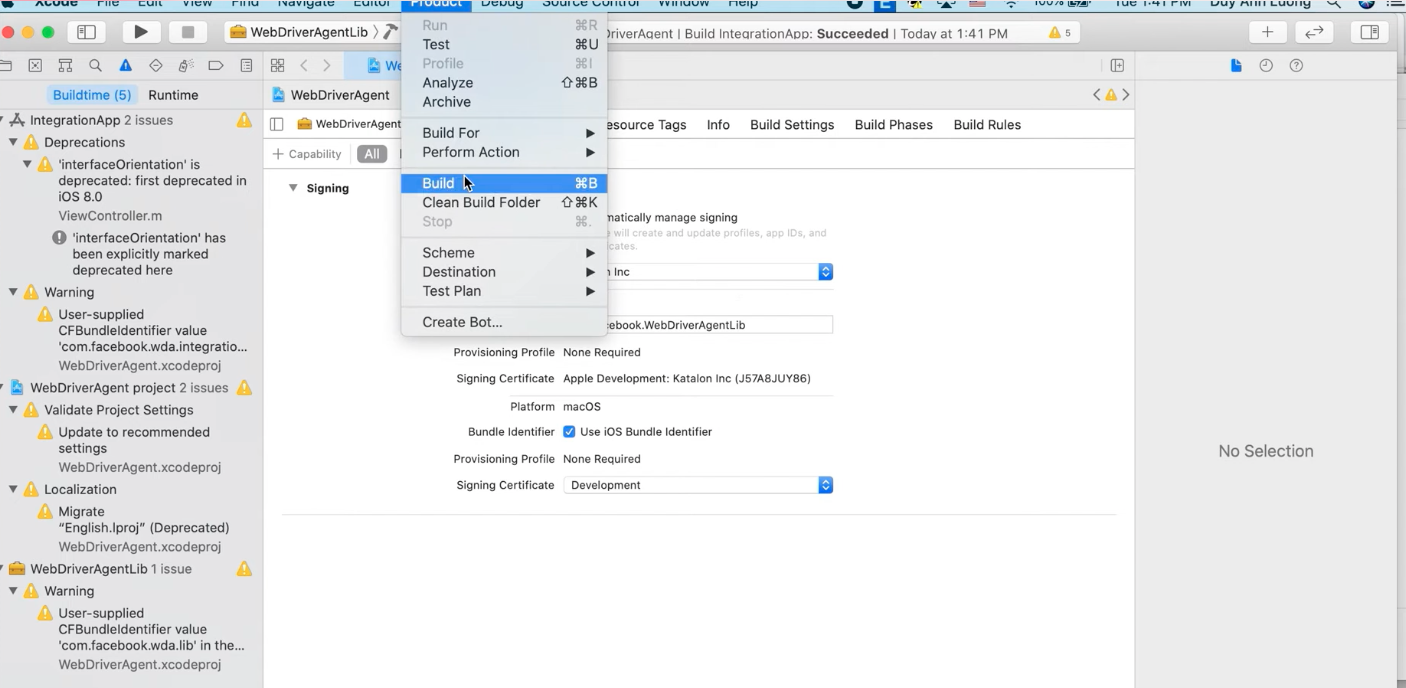 Xcode File Edit View Find Navigate Editor Product Debug Source Control Window Help 100% Tue 1:41 PM Duy Anh Luong
WebDriverAgentLib
DriverAgent | Build IntegrationApp: Succeeded | Today at 1:41 PM
5
Run ⌘R
Test ⌘U
Profile ⌘I
Analyze ⇧⌘B
Archive
Build For
Perform Action
Build ⌘B
Clean Build Folder ⇧⌘K
Stop ⌘.
Scheme
Destination
Test Plan
Create Bot...
Buildtime (5) Runtime
IntegrationApp 2 issues
Deprecations
'interfaceOrientation' is
deprecated: first deprecated in
iOS 8.0
ViewController.m
'interfaceOrientation' has
been explicitly marked
deprecated here
Warning
User-supplied
CFBundleIdentifier value
'com.facebook.wda.integratio...
WebDriverAgent.xcodeproj
WebDriverAgent project 2 issues
Validate Project Settings
Update to recommended
settings
WebDriverAgent.xcodeproj
Localization
Migrate
“English.lproj” (Deprecated)
WebDriverAgent.xcodeproj
WebDriverAgentLib 1 issue
Warning
User-supplied
CFBundleIdentifier value
'com.facebook.wda.lib' in the...
WebDriverAgent.xcodeproj
We
WebDriverAgent
WebDriverAgent
esource Tags Info Build Settings Build Phases Build Rules
+ Capability All
Signing
matically manage signing
will create and update profiles, app IDs, and
cates.
n Inc
ebook.WebDriverAgentLib
Provisioning Profile None Required
Signing Certificate Apple Development: Katalon Inc (J57A8JUY86)
Platform macOS
Bundle Identifier Use iOS Bundle Identifier
Provisioning Profile None Required
Signing Certificate Development
No Selection